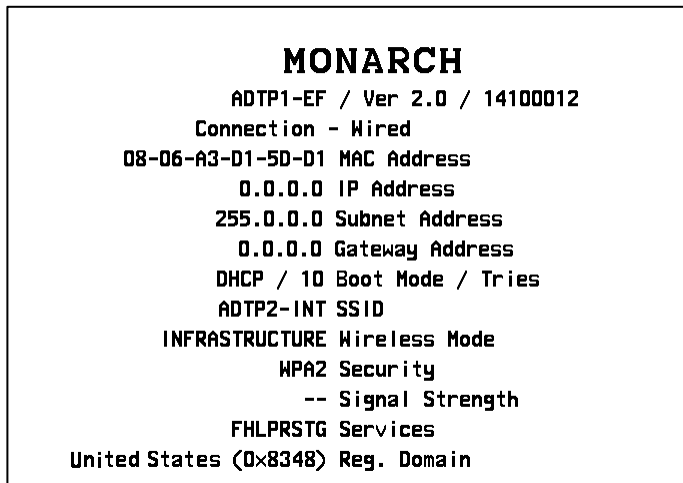 MONARCH
ADTP1-EF / Ver 2.0 / 14100012
Connection - Wired
08-06-A3-D1-5D-D1 MAC Address
0.0.0.0 IP Address
255.0.0.0 Subnet Address
0.0.0.0 Gateway Address
DHCP / 10 Boot Mode / Tries
ADTP2-INT SSID
INFRASTRUCTURE Wireless Mode
WPA2 Security
-- Signal Strength
FHLPRSTG Services
United States (0x8348) Reg. Domain